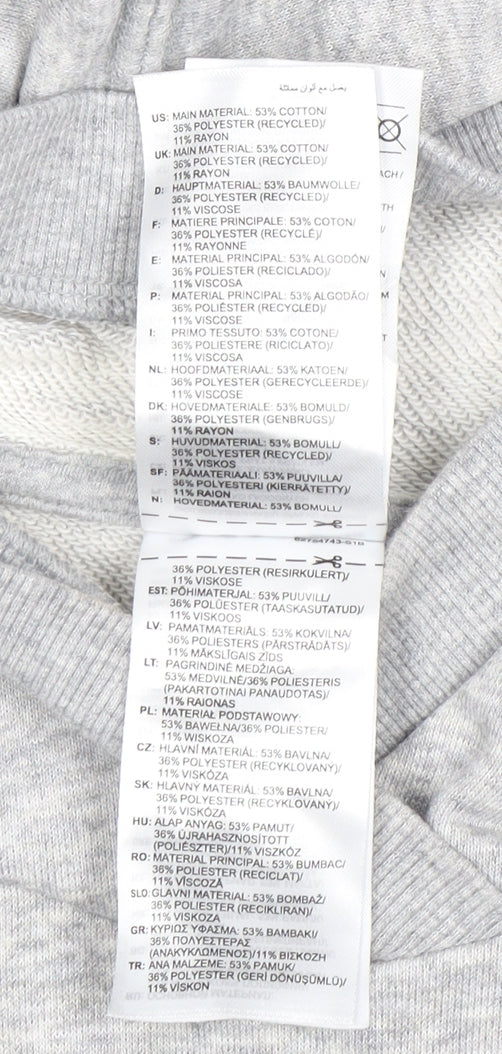 يصل مع ألوان مماثلة
US: MAIN MATERIAL: 53% COTTON/
36% POLYESTER (RECYCLED)/
11% RAYON
UK: MAIN MATERIAL: 53% COTTON/
36% POLYESTER (RECYCLED)/
11% RAYON
D: HAUPTMATERIAL: 53% BAUMWOLLE/
36% POLYESTER (RECYCLED)/
11% VISCOSE
F: MATIERE PRINCIPALE: 53% COTON/
36% POLYESTER (RECYCLÉ)/
11% RAYONNE
E: MATERIAL PRINCIPAL: 53% ALGODÓN/
36% POLIESTER (RECICLADO)/
11% VISCOSA
P: MATERIAL PRINCIPAL: 53% ALGODÃO/
36% POLIÉSTER (RECYCLED)/
11% VISCOSE
I: PRIMO TESSUTO: 53% COTONE/
36% POLIESTERE (RICICLATO)/
11% VISCOSA
NL: HOOFDMATERIAAL: 53% KATOEN/
36% POLYESTER (GERECYCLEERDE)/
11% VISCOSE
DK: HOVEDMATERIALE: 53% BOMULD/
36% POLYESTER (GENBRUGS)/
11% RAYON
S: HUVUDMATERIAL: 53% BOMULL/
36% POLYESTER (RECYCLED)/
11% VISKOS
SF: PÄÄMATERIAALI: 53% PUUVILLA/
36% POLYESTERI (KIERRÄTETTY)/
11% RAION
N: HOVEDMATERIAL: 53% BOMULL/
ACH/
TH
M
T
82754743-01B
36% POLYESTER (RESIRKULERT)/
11% VISKOSE
EST: PÕHIMATERJAL: 53% PUUVILL/
36% POLÜESTER (TAASKASUTATUD)/
11% VISKOOS
LV: PAMATMATERIĀLS: 53% KOKVILNA/
36% POLIESTERS (PĀRSTRĀDĀTS)/
11% MĀKSLĪGAIS ZĪDS
LT: PAGRINDINĖ MEDŽIAGA:
53% MEDVILNĖ/36% POLIESTERIS
(PAKARTOTINAI PANAUDOTAS)/
11% RAIONAS
PL: MATERIAŁ PODSTAWOWY:
53% BAWEŁNA/36% POLIESTER/
11% WISKOZA
CZ: HLAVNÍ MATERIÁL: 53% BAVLNA/
36% POLYESTER (RECYKLOVANÝ)/
11% VISKÓZA
SK: HLAVNÝ MATERIÁL: 53% BAVLNA/
36% POLYESTER (RECYKLOVANÝ)/
11% VISKÓZA
HU: ALAP ANYAG: 53% PAMUT/
36% ÚJRAHASZNOSÍTOTT
(POLIÉSZTER)/11% VISZKÓZ
RO: MATERIAL PRINCIPAL: 53% BUMBAC/
36% POLIESTER (RECICLAT)/
11% VÎSCOZĂ
SLO: GLAVNI MATERIAL: 53% BOMBAŽ/
36% POLIESTER (RECIKLIRAN)/
11% VISKOZA
GR: ΚΥΡΙΩΣ ΥΦΑΣΜΑ: 53% ΒΑΜΒΑΚΙ/
36% ΠΟΛΥΕΣΤΕΡΑΣ
(ΑΝΑΚΥΚΛΩΜΕΝΟΣ)/11% ΒΙΣΚΟΖΗ
TR: ANA MALZEME: 53% PAMUK/
36% POLYESTER (GERİ DÖNÜŞÜMLÜ)/
11% VİSKON